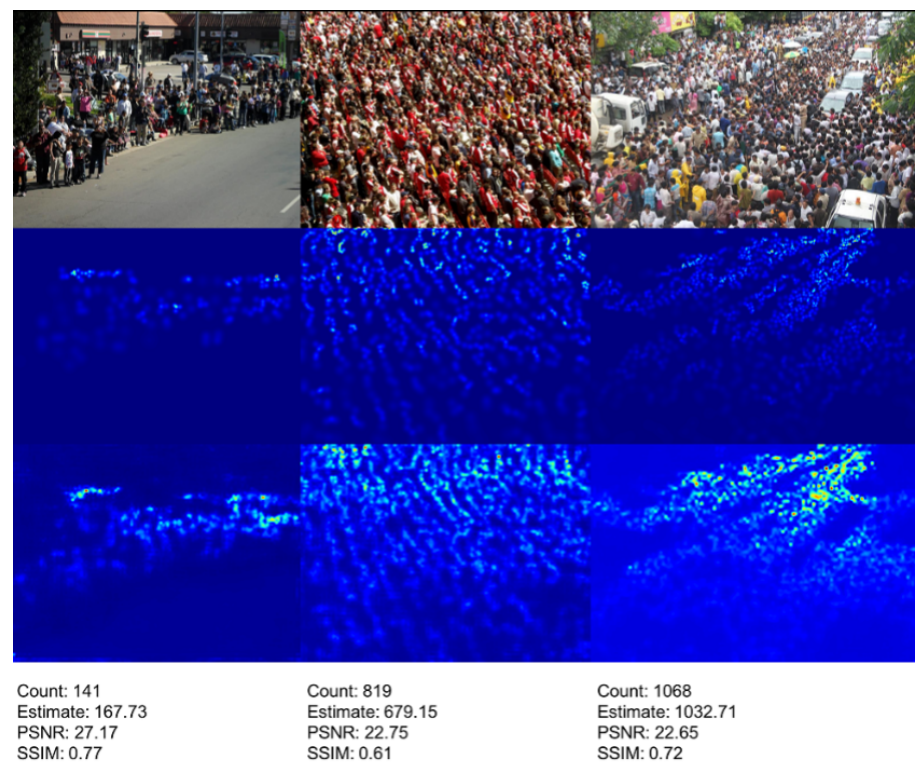 Count: 141
Estimate: 167.73
PSNR: 27.17
SSIM: 0.77
Count: 819
Estimate: 679.15
PSNR: 22.75
SSIM: 0.61
Count: 1068
Estimate: 1032.71
PSNR: 22.65
SSIM: 0.72